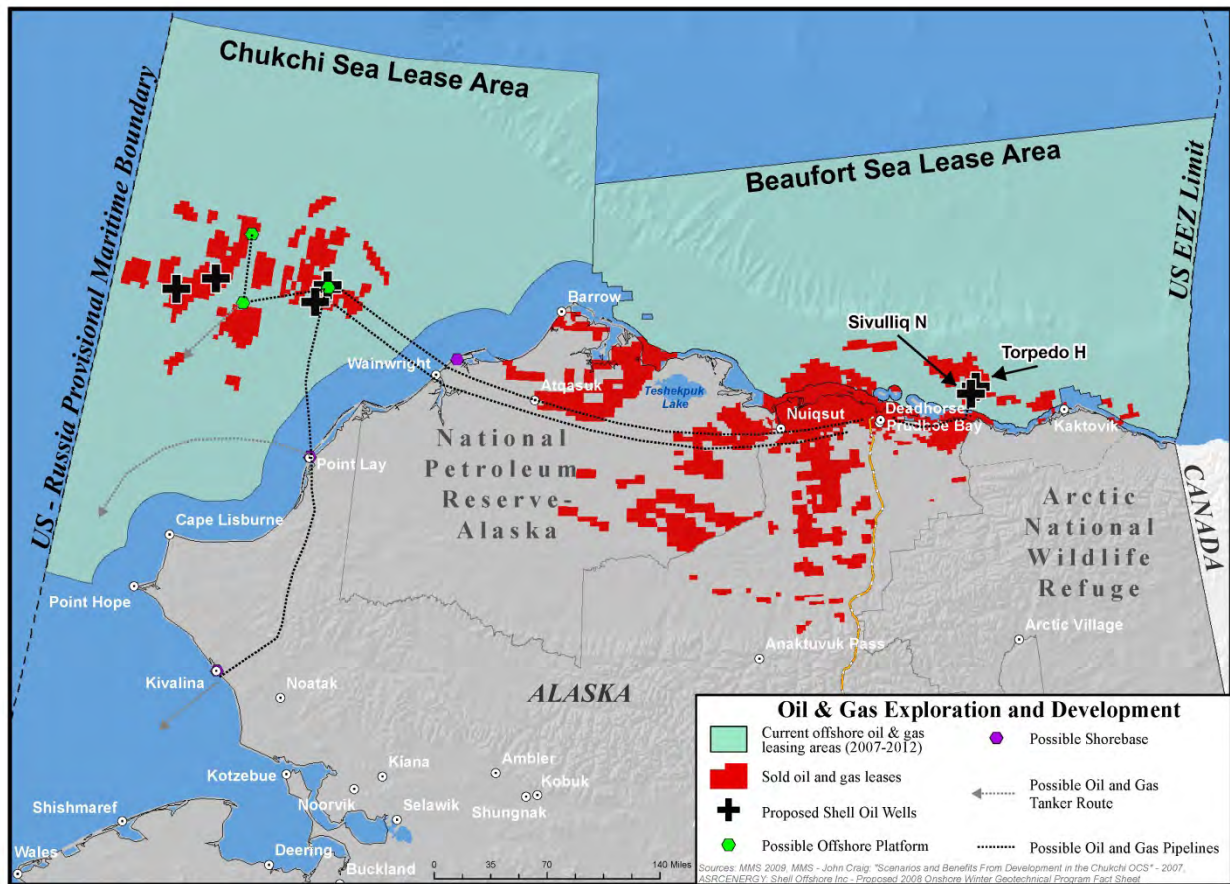 Chukchi Sea Lease Area
Beaufort Sea Lease Area
US - Russia Provisional Maritime Boundary
US EEZ Limit
Barrow
Sivulliq N
Torpedo H
Wainwright
Atqasuk
Teshekpuk
Lake
Nuiqsut
Deadhorse
Prudhoe Bay
Kaktovik
National
Petroleum
Reserve-
Alaska
Point Lay
CANADA
Arctic
National
Wildlife
Refuge
Cape Lisburne
Point Hope
Arctic Village
Anaktuvuk Pass
Kivalina
Noatak
ALASKA
Kotzebue
Kiana
Ambler
Kobuk
Noorvik
Selawik
Shungnak
Shishmaref
Wales
Deering
Buckland
0 35 70 140 Miles
Oil & Gas Exploration and Development
Current offshore oil & gas
leasing areas (2007-2012)
Sold oil and gas leases
Proposed Shell Oil Wells
Possible Offshore Platform
Possible Shorebase
Possible Oil and Gas
Tanker Route
Possible Oil and Gas Pipelines
Sources: MMS 2009, MMS - John Craig: "Scenarios and Benefits From Development in the Chukchi OCS" - 2007,
ASRCENERGY: Shell Offshore Inc - Proposed 2008 Onshore Winter Geotechnical Program Fact Sheet